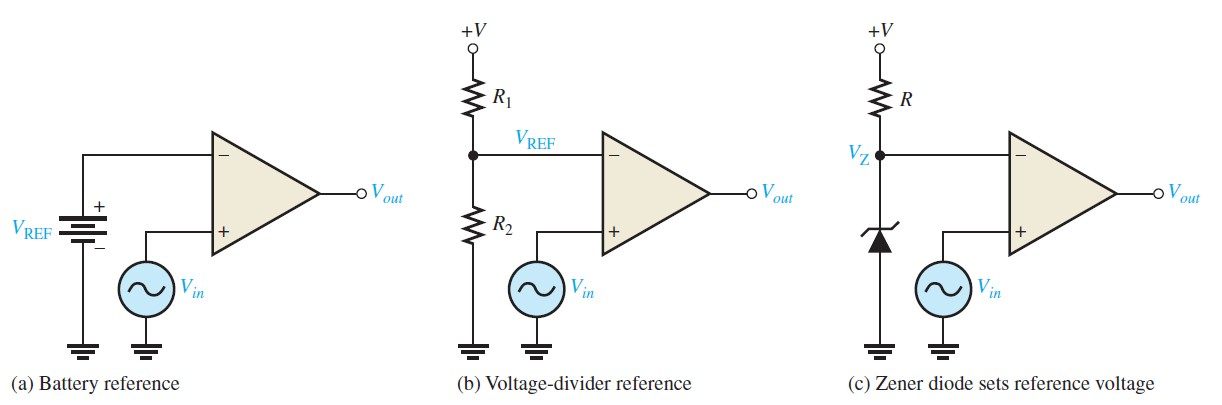 +
−
VREF
−
+
Vin
Vout
(a) Battery reference
+V
R1
VREF
R2
−
+
Vin
Vout
(b) Voltage-divider reference
+V
R
VZ
−
+
Vin
Vout
(c) Zener diode sets reference voltage